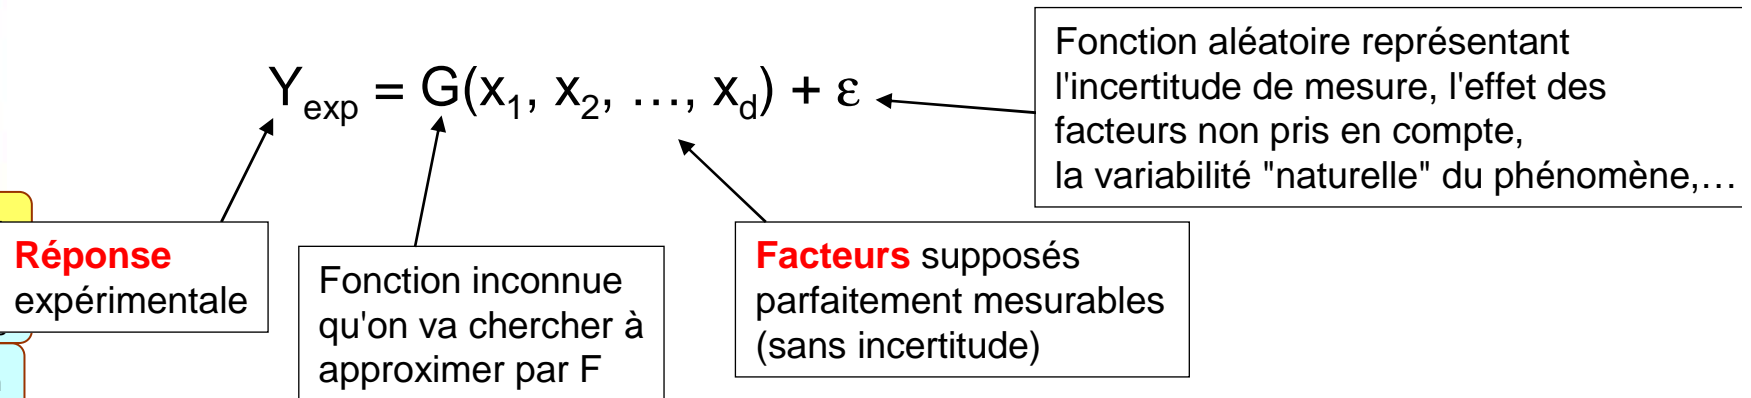 Y_exp = G(x_1, x_2, …, x_d) + ε
Fonction aléatoire représentant
l'incertitude de mesure, l'effet des
facteurs non pris en compte,
la variabilité "naturelle" du phénomène,…
Réponse
expérimentale
Fonction inconnue
qu'on va chercher à
approximer par F
Facteurs supposés
parfaitement mesurables
(sans incertitude)